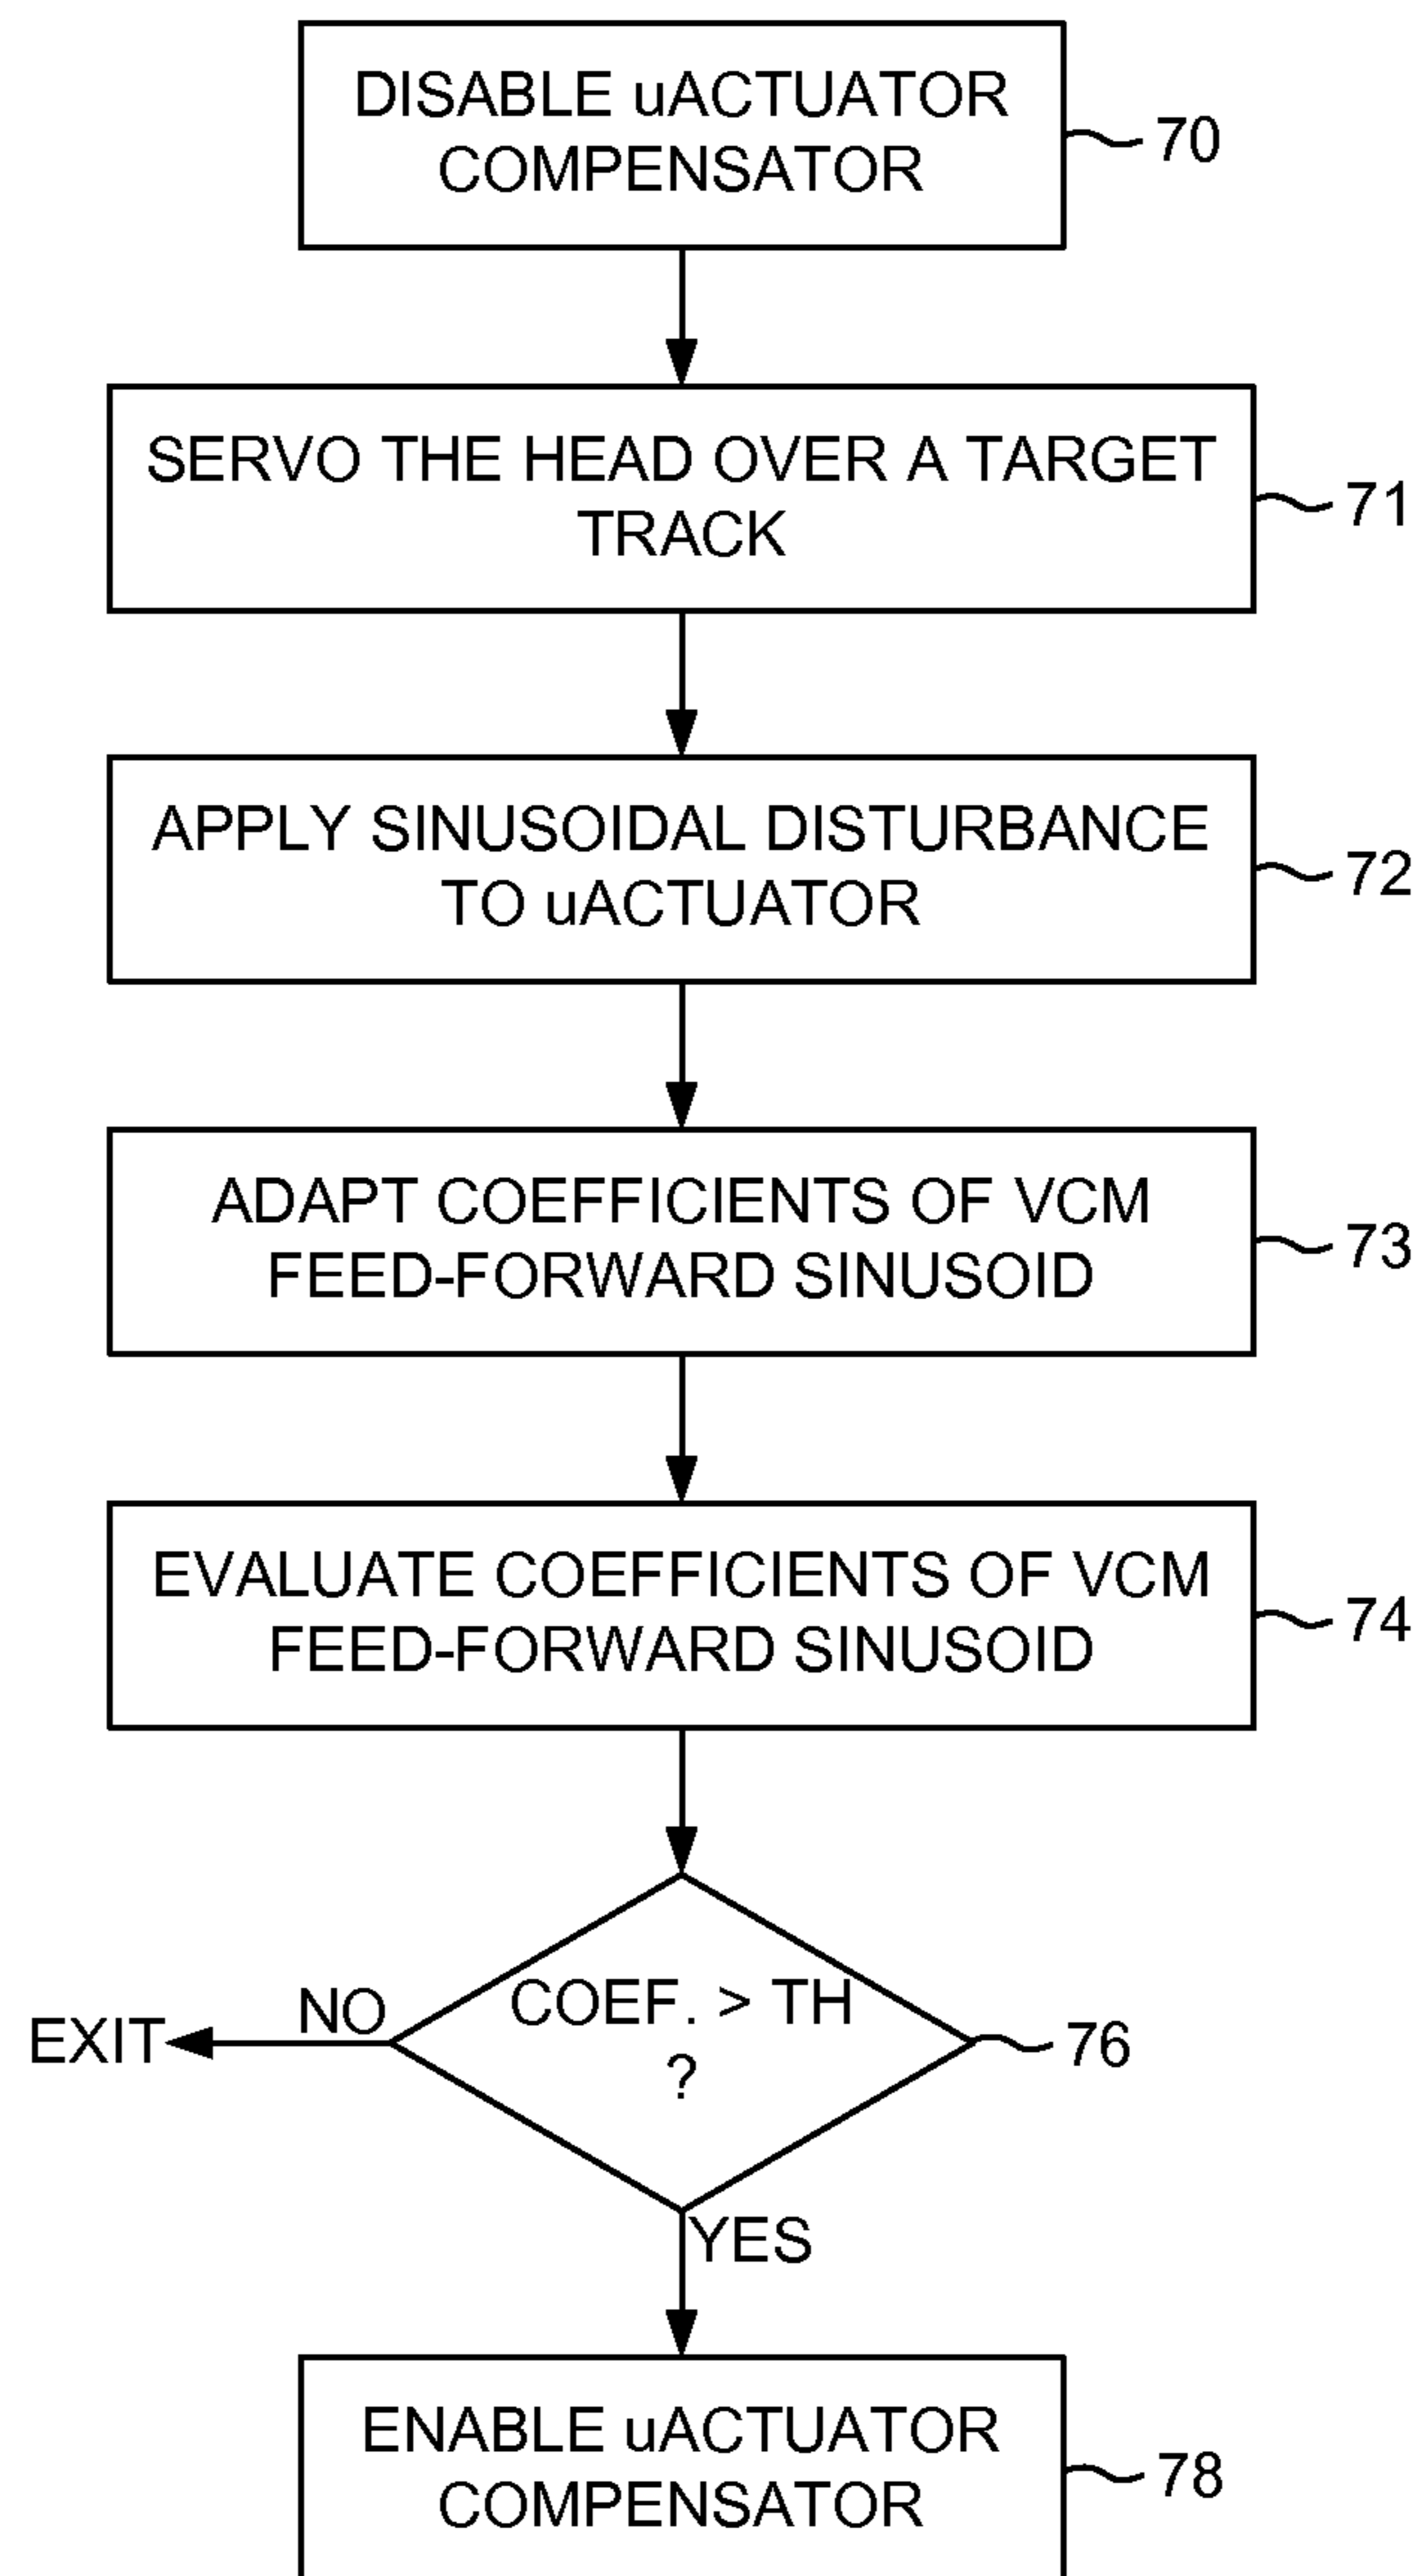 DISABLE uACTUATOR
COMPENSATOR
70
SERVO THE HEAD OVER A TARGET
TRACK
71
APPLY SINUSOIDAL DISTURBANCE
TO uACTUATOR
72
ADAPT COEFFICIENTS OF VCM
FEED-FORWARD SINUSOID
73
EVALUATE COEFFICIENTS OF VCM
FEED-FORWARD SINUSOID
74
COEF. > TH
?
76
NO
EXIT
YES
ENABLE uACTUATOR
COMPENSATOR
78